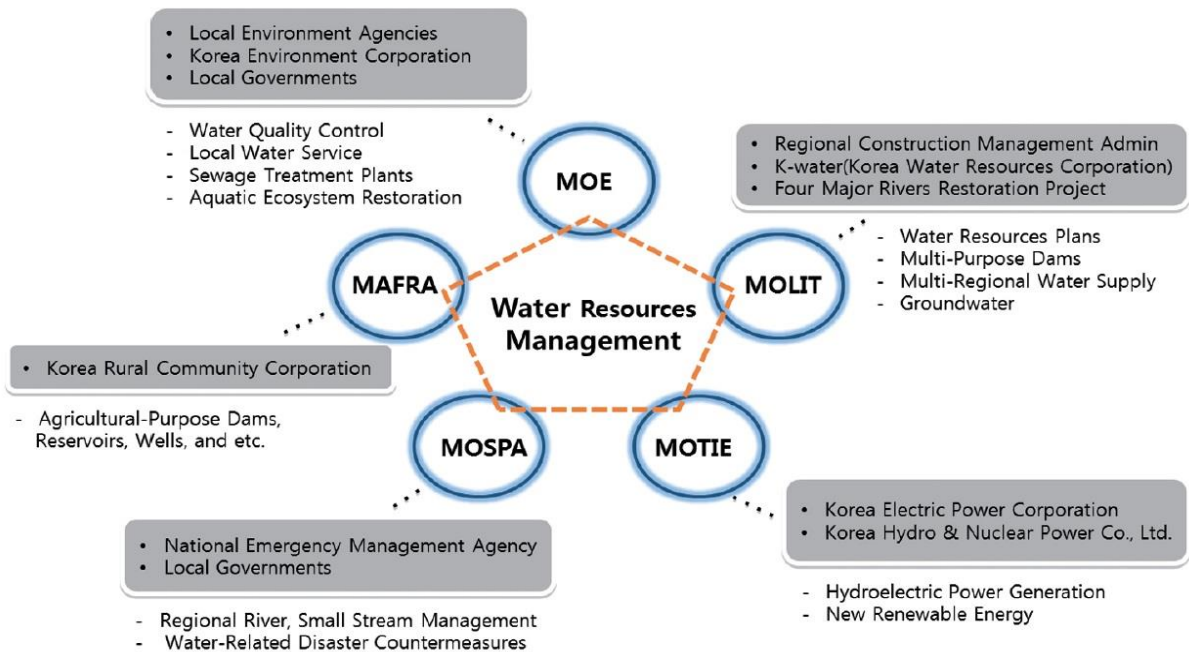 • Local Environment Agencies
• Korea Environment Corporation
• Local Governments
- Water Quality Control
- Local Water Service
- Sewage Treatment Plants
- Aquatic Ecosystem Restoration
MOE
• Regional Construction Management Admin
• K-water(Korea Water Resources Corporation)
• Four Major Rivers Restoration Project
- Water Resources Plans
- Multi-Purpose Dams
- Multi-Regional Water Supply
- Groundwater
MAFRA
Water Resources
Management
MOLIT
• Korea Rural Community Corporation
- Agricultural-Purpose Dams,
Reservoirs, Wells, and etc.
MOSPA
MOTIE
• National Emergency Management Agency
• Local Governments
- Regional River, Small Stream Management
- Water-Related Disaster Countermeasures
• Korea Electric Power Corporation
• Korea Hydro & Nuclear Power Co., Ltd.
- Hydroelectric Power Generation
- New Renewable Energy